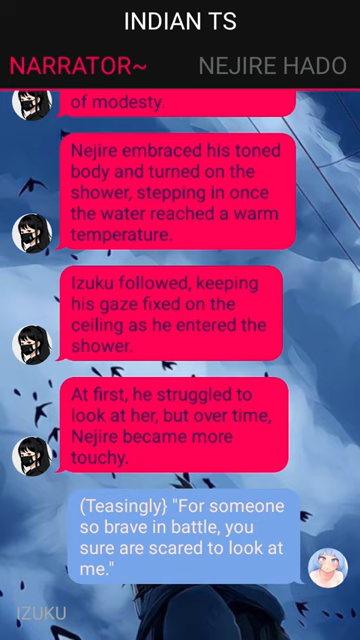 INDIAN TS
NARRATOR~ NEJIRE HADO
of modesty.
Nejire embraced his toned
body and turned on the
shower, stepping in once
the water reached a warm
temperature.
Izuku followed, keeping
his gaze fixed on the
ceiling as he entered the
shower.
At first, he struggled to
look at her, but over time,
Nejire became more
touchy.
(Teasingly} "For someone
so brave in battle, you
sure are scared to look at
me."
IZUKU